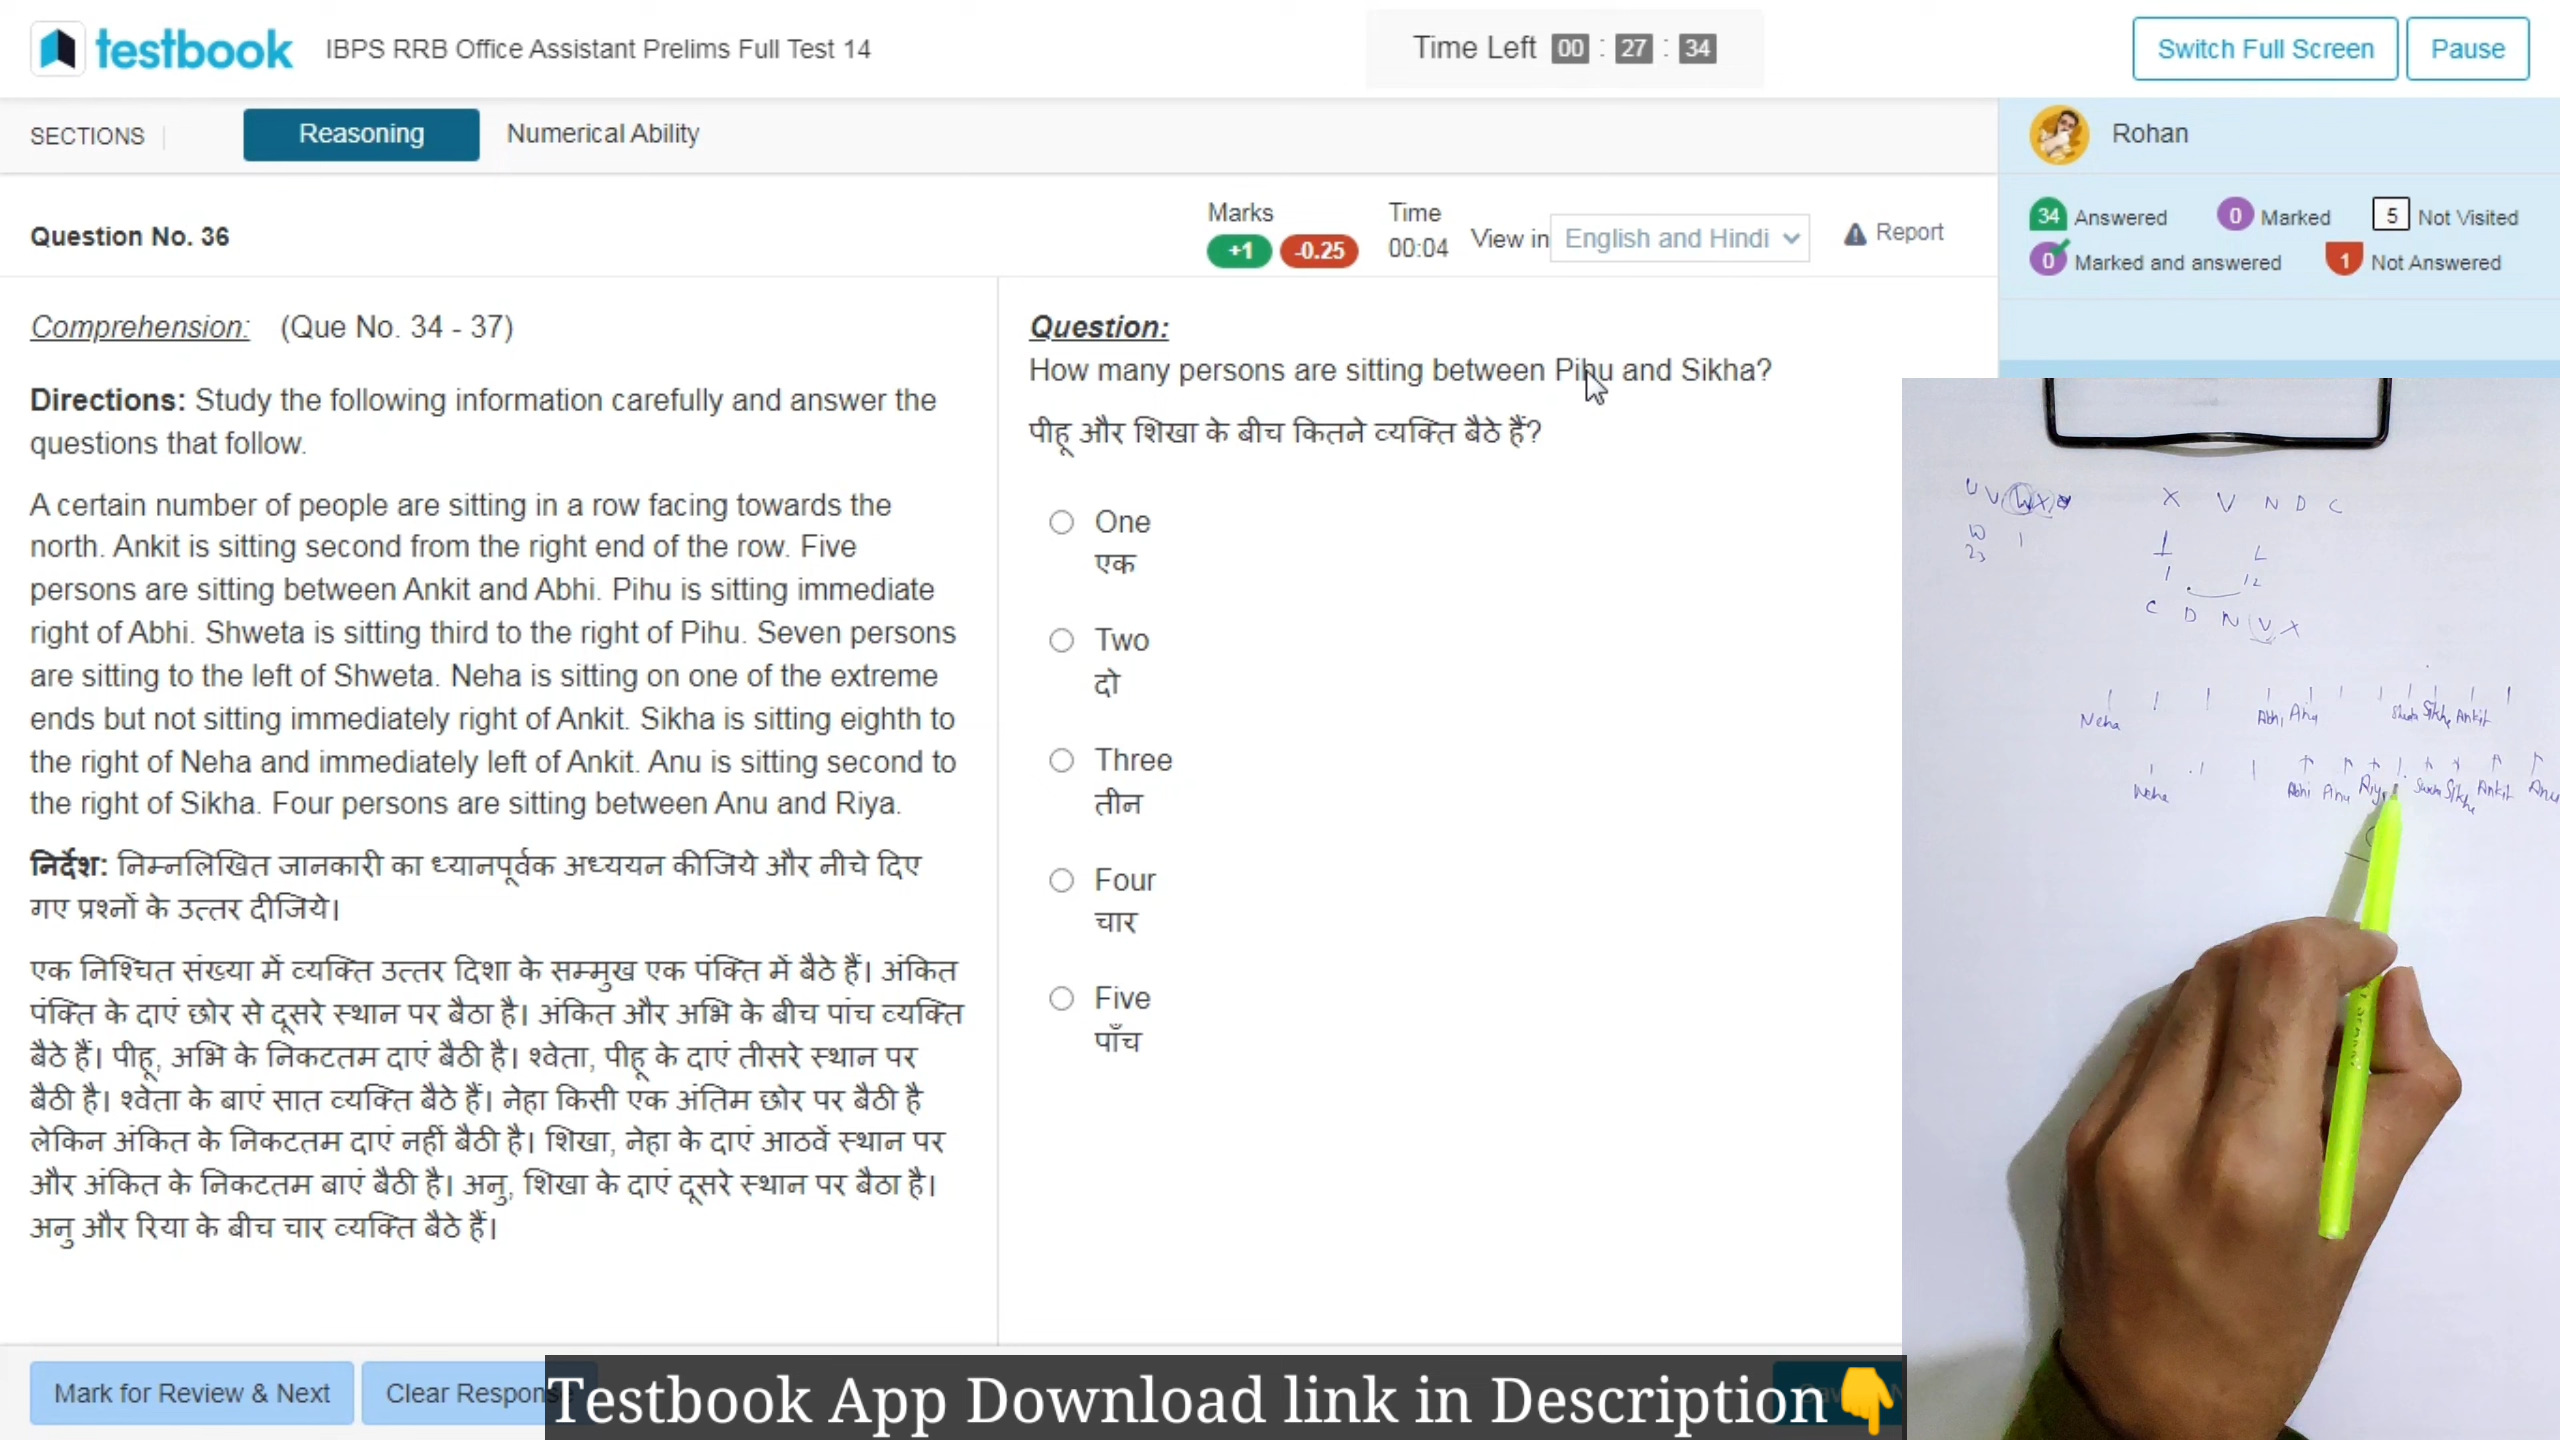 testbook IBPS RRB Office Assistant Prelims Full Test 14
Time Left 00 : 27 : 34
Switch Full Screen
Pause
SECTIONS
Reasoning
Numerical Ability
Rohan
Question No. 36
Marks
+1 -0.25
Time
00:04
View in English and Hindi
Report
34 Answered
0 Marked
5 Not Visited
0 Marked and answered
1 Not Answered
Comprehension: (Que No. 34 - 37)
Directions: Study the following information carefully and answer the
questions that follow.
A certain number of people are sitting in a row facing towards the
north. Ankit is sitting second from the right end of the row. Five
persons are sitting between Ankit and Abhi. Pihu is sitting immediate
right of Abhi. Shweta is sitting third to the right of Pihu. Seven persons
are sitting to the left of Shweta. Neha is sitting on one of the extreme
ends but not sitting immediately right of Ankit. Sikha is sitting eighth to
the right of Neha and immediately left of Ankit. Anu is sitting second to
the right of Sikha. Four persons are sitting between Anu and Riya.
निर्देश: निम्नलिखित जानकारी का ध्यानपूर्वक अध्ययन कीजिये और नीचे दिए
गए प्रश्नों के उत्तर दीजिये।
एक निश्चित संख्या में व्यक्ति उत्तर दिशा के सम्मुख एक पंक्ति में बैठे हैं। अंकित
पंक्ति के दाएं छोर से दूसरे स्थान पर बैठा है। अंकित और अभि के बीच पांच व्यक्ति
बैठे हैं। पीहू, अभि के निकटतम दाएं बैठी है। श्वेता, पीहू के दाएं तीसरे स्थान पर
बैठी है। श्वेता के बाएं सात व्यक्ति बैठे हैं। नेहा किसी एक अंतिम छोर पर बैठी है
लेकिन अंकित के निकटतम दाएं नहीं बैठी है। शिखा, नेहा के दाएं आठवें स्थान पर
और अंकित के निकटतम बाएं बैठी है। अनु, शिखा के दाएं दूसरे स्थान पर बैठा है।
अनु और रिया के बीच चार व्यक्ति बैठे हैं।
Question:
How many persons are sitting between Pihu and Sikha?
पीहू और शिखा के बीच कितने व्यक्ति बैठे हैं?
One
एक
Two
दो
Three
तीन
Four
चार
Five
पाँच
X V N D C
L
1 12
C D N V X
Neha Abhi Anu Ankit
Neha Abhi Anu Ankit Anu
Mark for Review & Next
Clear Respon
Testbook App Download link in Description👇